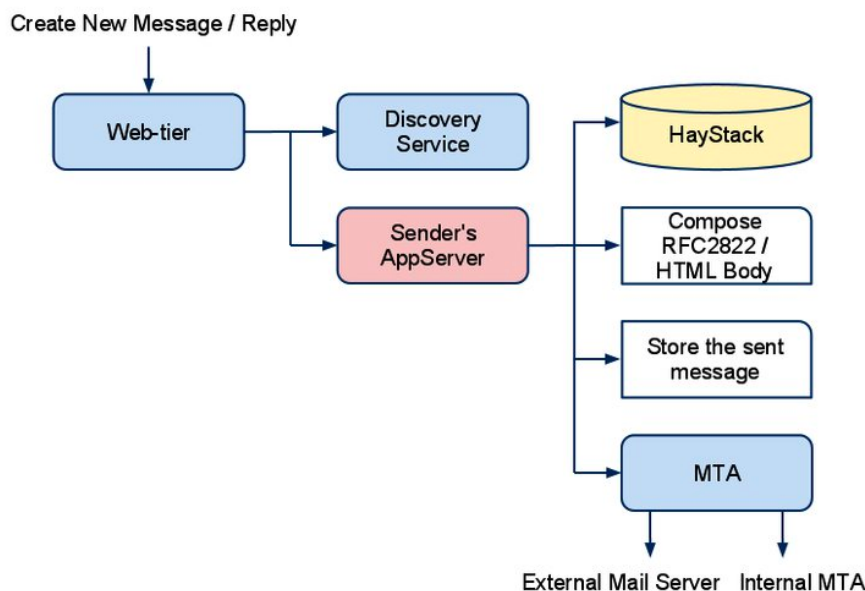 Create New Message / Reply
Web-tier
Discovery
Service
HayStack
Sender's
AppServer
Compose
RFC2822 /
HTML Body
Store the sent
message
MTA
External Mail Server
Internal MTA